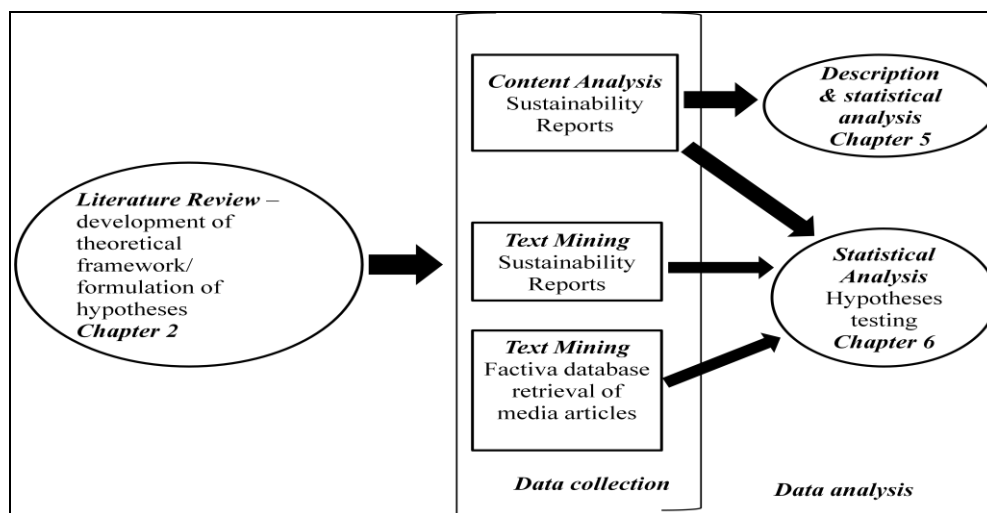 Literature Review –
development of
theoretical
framework/
formulation of
hypotheses
Chapter 2
Content Analysis
Sustainability
Reports
Text Mining
Sustainability
Reports
Text Mining
Factiva database
retrieval of
media articles
Data collection
Description
& statistical
analysis
Chapter 5
Statistical
Analysis
Hypotheses
testing
Chapter 6
Data analysis